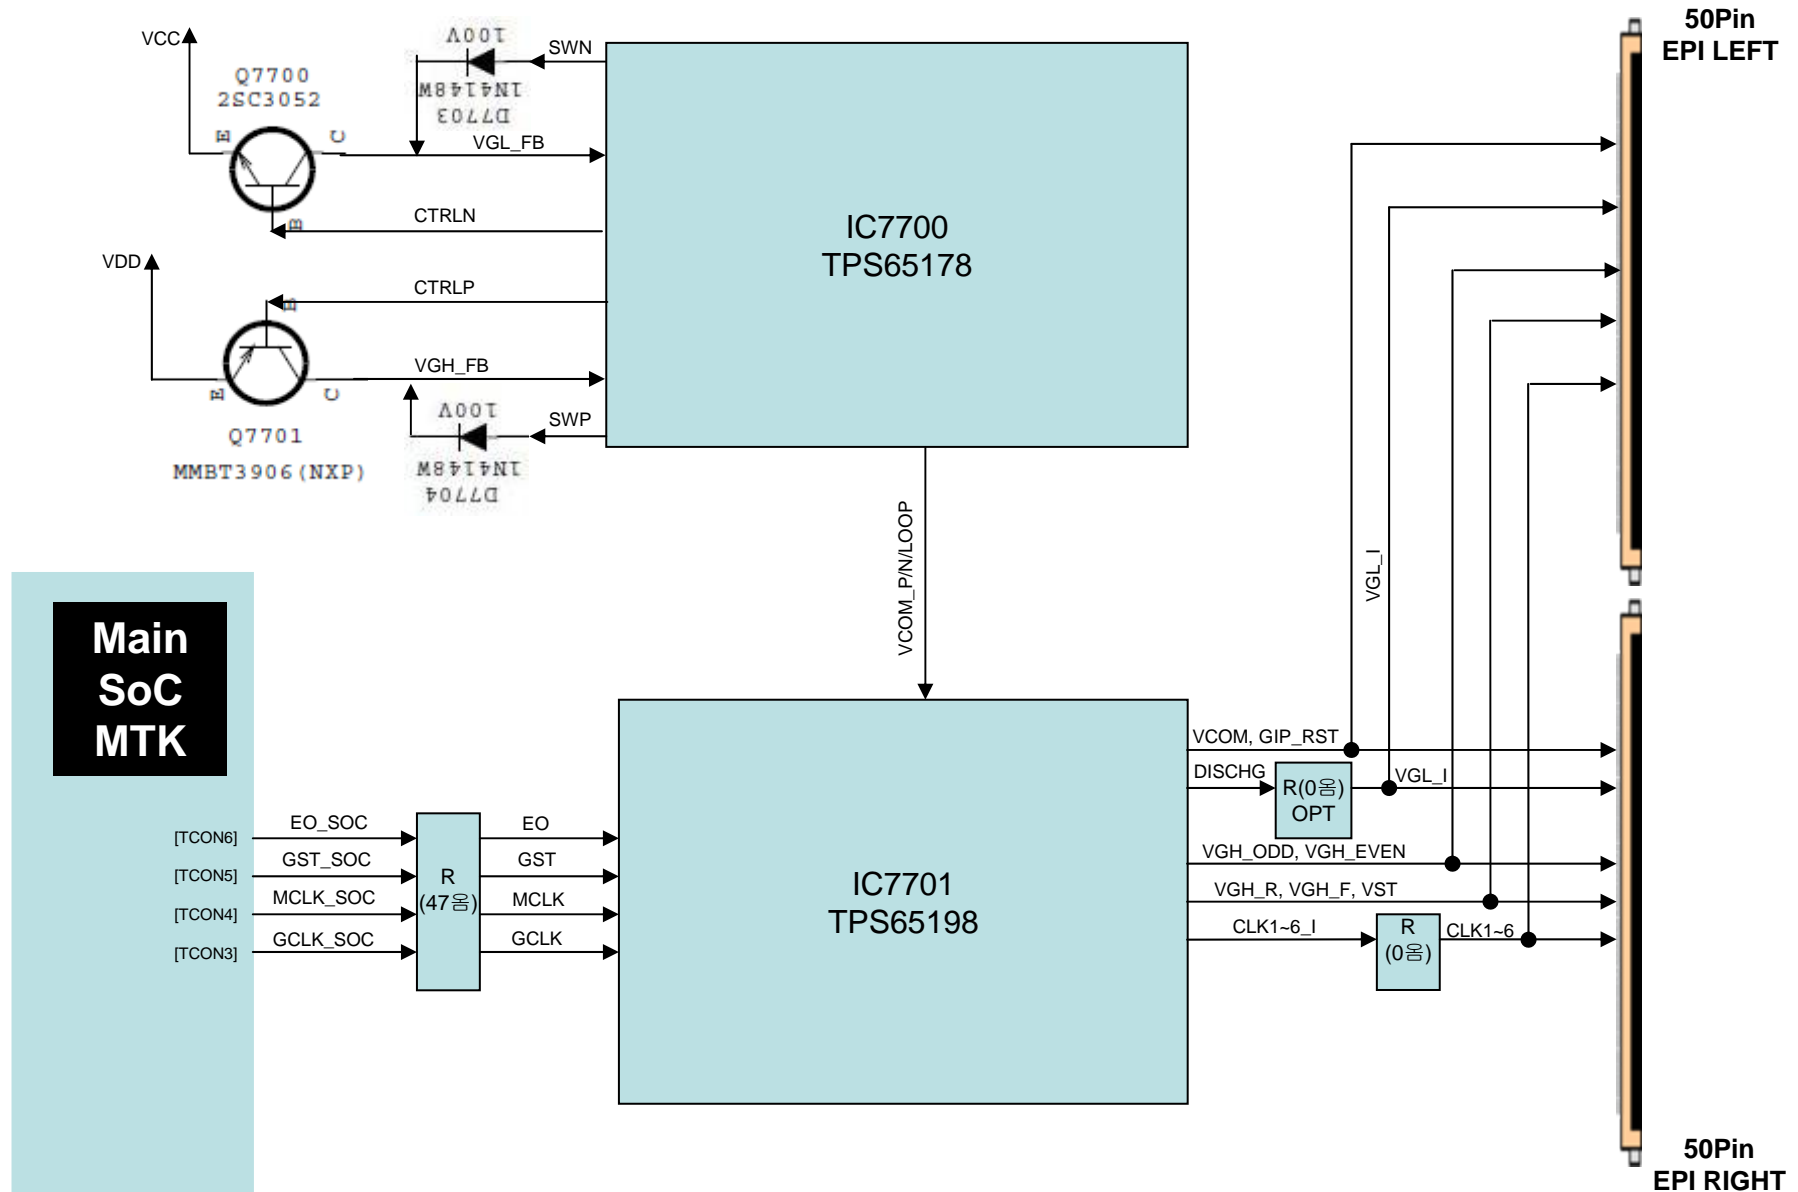 50Pin
EPI LEFT
VCC
Q7700
2SC3052
E
C
B
100V
1N4148W
D7703
SWN
VGL_FB
CTRLN
VDD
CTRLP
B
E
C
VGH_FB
Q7701
MMBT3906(NXP)
100V
1N4148W
D7704
SWP
IC7700
TPS65178
VCOM_P/N/LOOP
VGL_I
Main
SoC
MTK
[TCON6]
[TCON5]
[TCON4]
[TCON3]
EO_SOC
GST_SOC
MCLK_SOC
GCLK_SOC
R
(47옴)
EO
GST
MCLK
GCLK
IC7701
TPS65198
VCOM, GIP_RST
DISCHG
R(0옴)
OPT
VGL_I
VGH_ODD, VGH_EVEN
VGH_R, VGH_F, VST
CLK1~6_I
R
(0옴)
CLK1~6
50Pin
EPI RIGHT